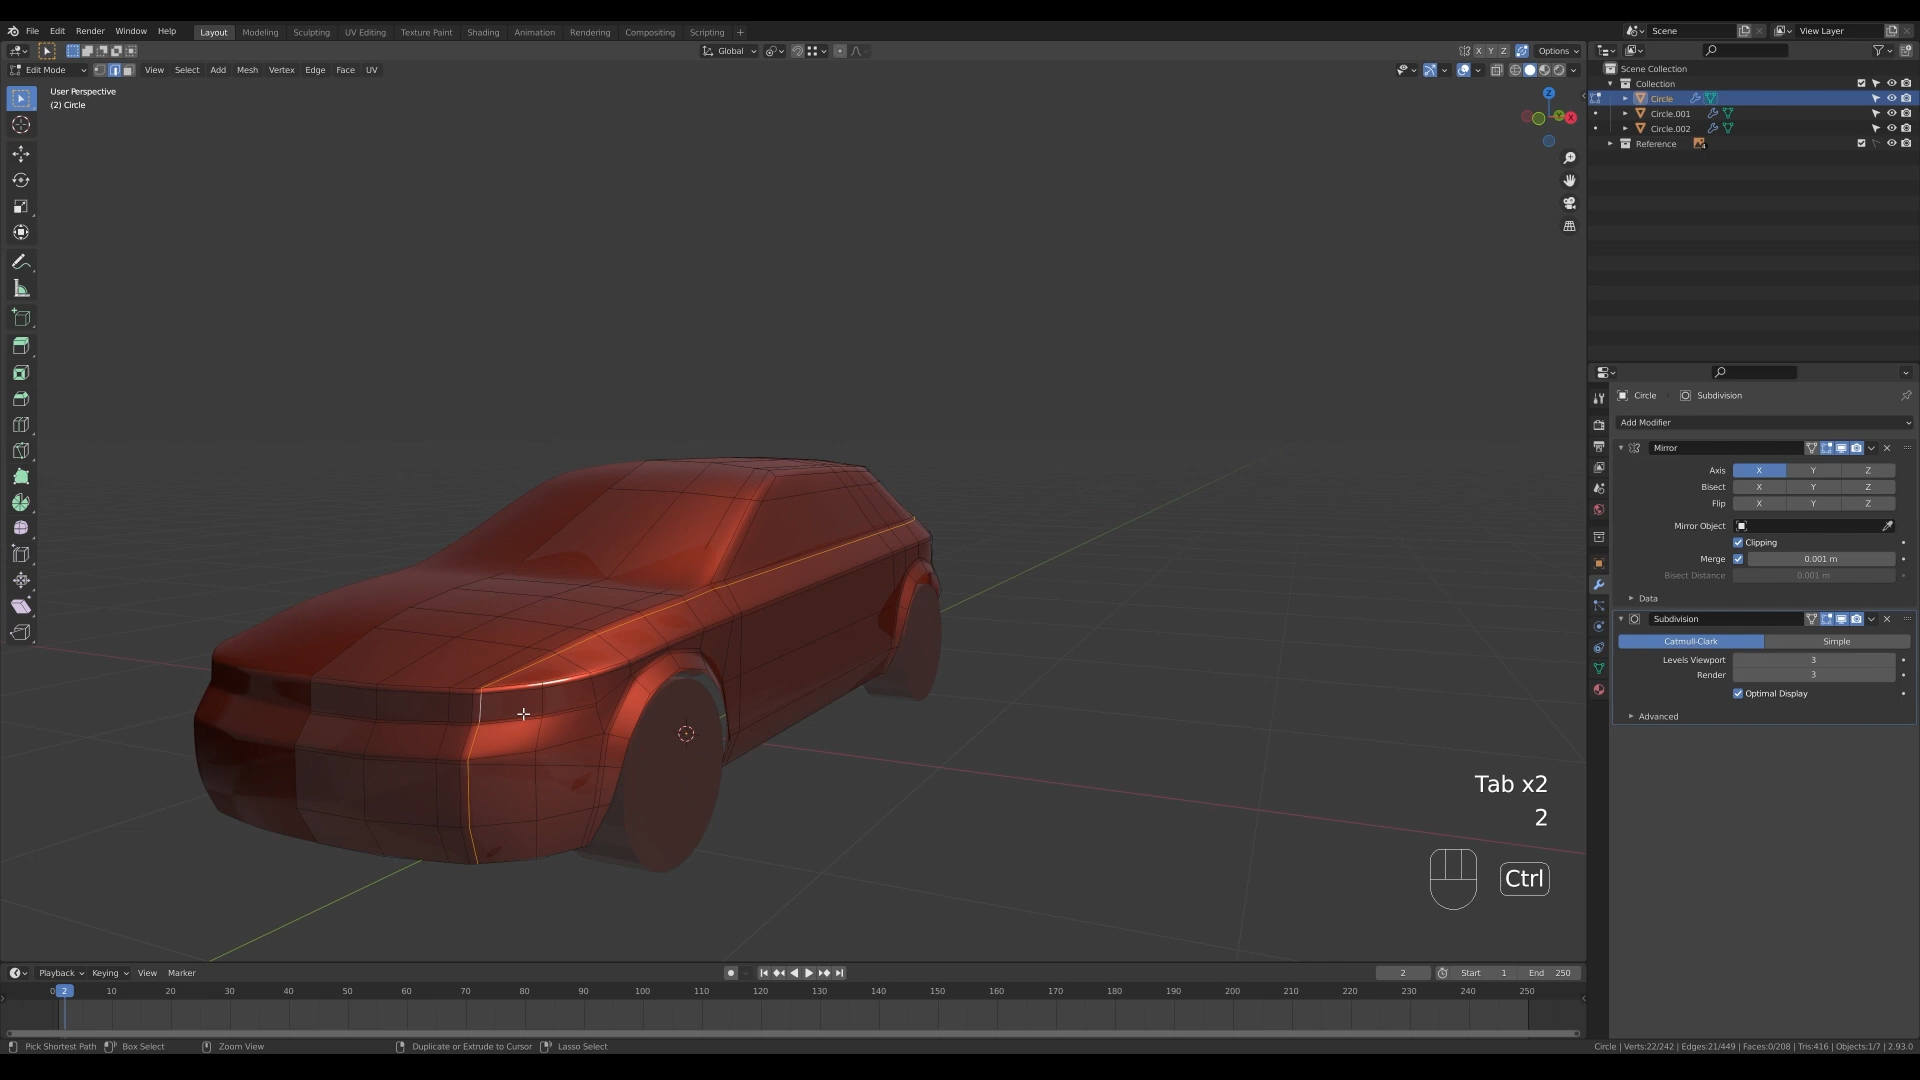 File Edit Render Window Help Layout Modeling Sculpting UV Editing Texture Paint Shading Animation Rendering Compositing Scripting + Scene View Layer
Global X Y Z Options
Edit Mode View Select Add Mesh Vertex Edge Face UV
User Perspective
(2) Circle
Z
Y
X
Scene Collection
Collection
Circle
Circle.001
Circle.002
Reference
Circle Subdivision
Add Modifier
Mirror
Axis X Y Z
Bisect X Y Z
Flip X Y Z
Mirror Object
Clipping
Merge 0.001 m
Bisect Distance 0.001 m
Data
Subdivision
Catmull-Clark Simple
Levels Viewport 3
Render 3
Optimal Display
Advanced
Tab x2
2
Ctrl
Playback Keying View Marker 2 Start 1 End 250
0 2 10 20 30 40 50 60 70 80 90 100 110 120 130 140 150 160 170 180 190 200 210 220 230 240 250
Pick Shortest Path Box Select Zoom View Duplicate or Extrude to Cursor Lasso Select Circle | Verts:22/242 | Edges:21/449 | Faces:0/208 | Tris:416 | Objects:1/7 | 2.93.0